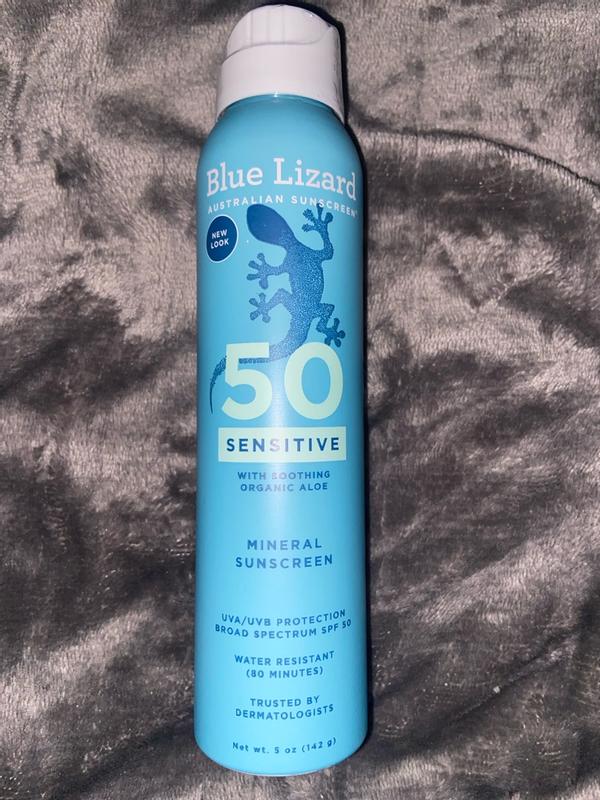 Blue Lizard
AUSTRALIAN SUNSCREEN®
NEW
LOOK
50
SENSITIVE
WITH SOOTHING
ORGANIC ALOE
MINERAL
SUNSCREEN
UVA/UVB PROTECTION
BROAD SPECTRUM SPF 50
WATER RESISTANT
(80 MINUTES)
TRUSTED BY
DERMATOLOGISTS
Net wt. 5 oz (142 g)